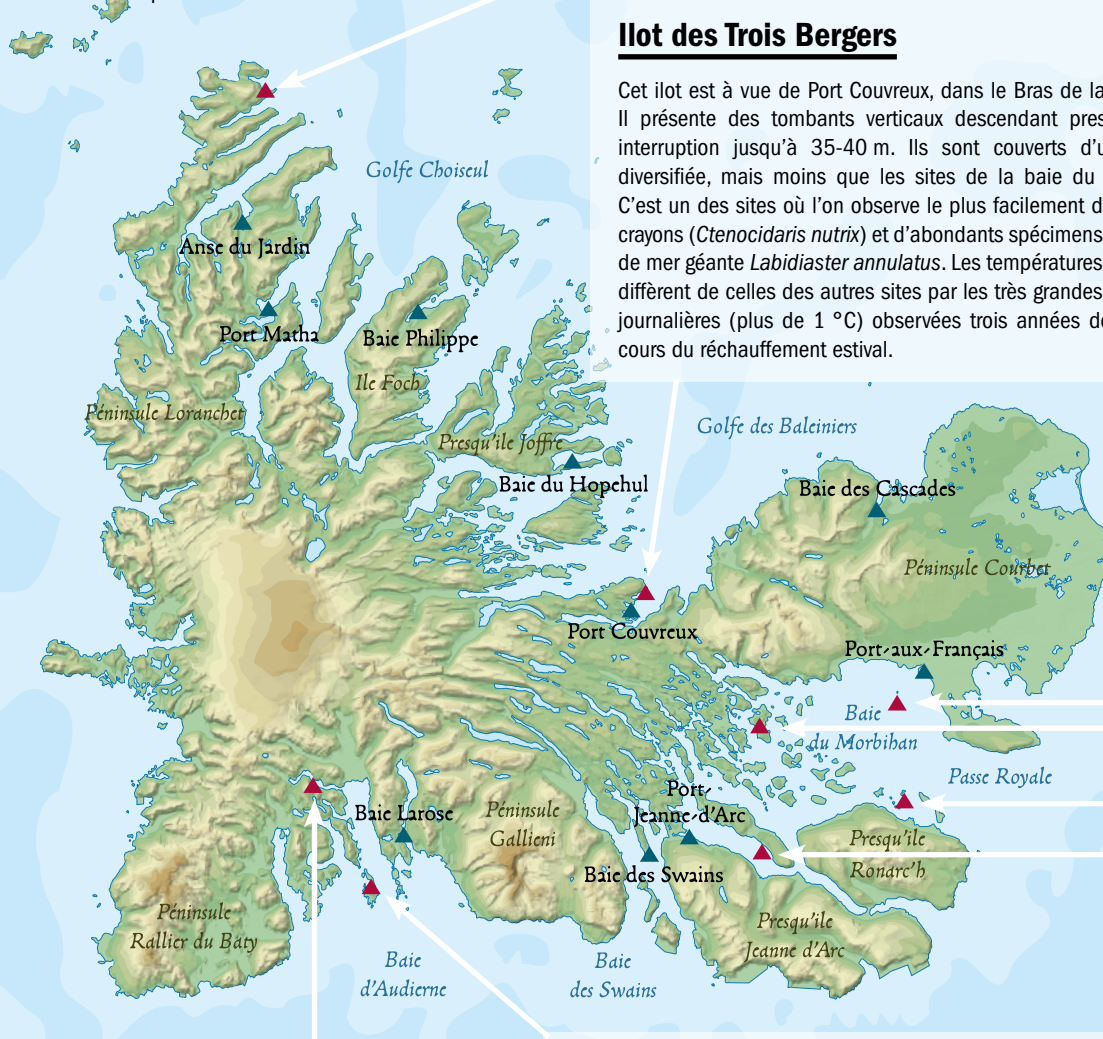 Ilot des Trois Bergers
Cet ilot est à vue de Port Couvreux, dans le Bras de la
Il présente des tombants verticaux descendant pres
interruption jusqu'à 35-40 m. Ils sont couverts d'u
diversifiée, mais moins que les sites de la baie du
C'est un des sites où l'on observe le plus facilement d
crayons (Ctenocidaris nutrix) et d'abondants spécimens
de mer géante Labidiaster annulatus. Les températures
diffèrent de celles des autres sites par les très grandes
journalières (plus de 1 °C) observées trois années de
cours du réchauffement estival.
Golfe Choiseul
Anse du Jardin
Port Matha
Baie Philippe
Ile Foch
Péninsule Loranchet
Golfe des Baleiniers
Presqu'ile Joffre
Baie du Hopchul
Baie des Cascades
Péninsule Courbet
Port Couvreux
Port-aux-Français
Baie
du Morbihan
Passe Royale
Port-
Jeanne-d'Arc
Baie Larose
Péninsule
Gallieni
Presqu'ile
Ronarc'h
Baie des Swains
Péninsule
Rallier du Baty
Presqu'ile
Jeanne d'Arc
Baie
d'Audierne
Baie
des Swains